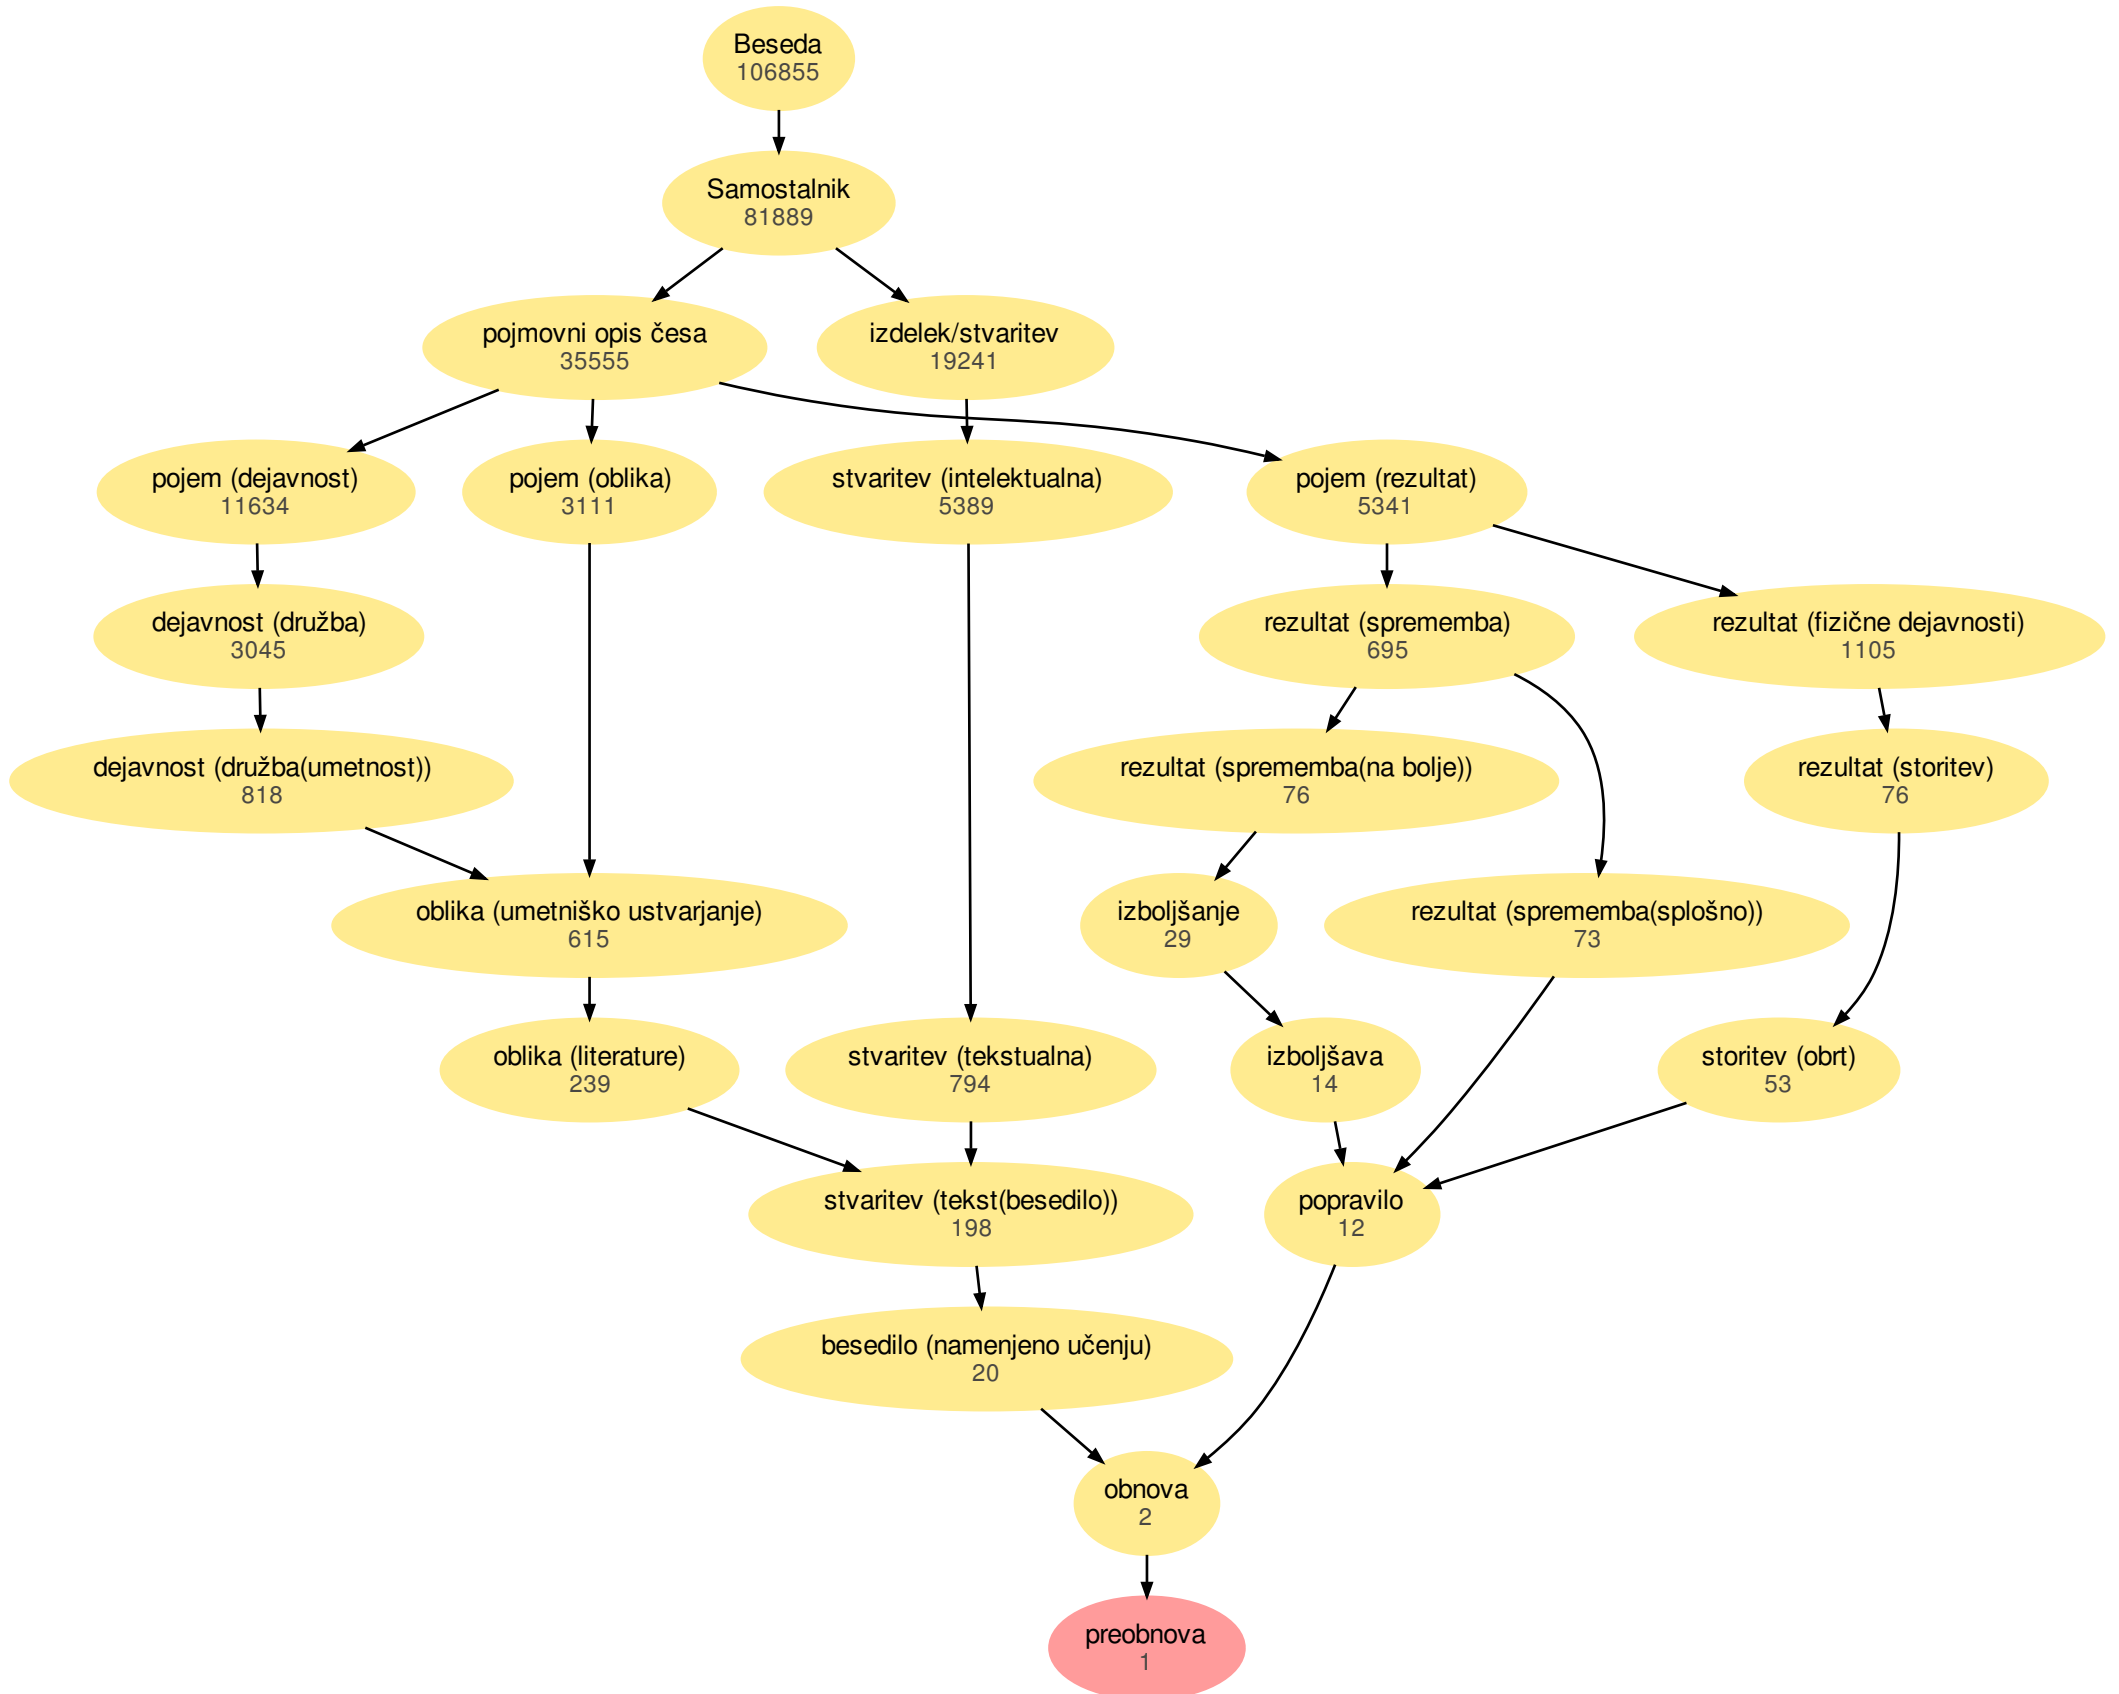 Beseda
106855
Samostalnik
81889
pojmovni opis česa
35555
izdelek/stvaritev
19241
pojem (dejavnost)
11634
pojem (oblika)
3111
stvaritev (intelektualna)
5389
pojem (rezultat)
5341
dejavnost (družba)
3045
rezultat (sprememba)
695
rezultat (fizične dejavnosti)
1105
dejavnost (družba(umetnost))
818
rezultat (sprememba(na bolje))
76
rezultat (storitev)
76
oblika (umetniško ustvarjanje)
615
izboljšanje
29
rezultat (sprememba(splošno))
73
oblika (literature)
239
stvaritev (tekstualna)
794
izboljšava
14
storitev (obrt)
53
stvaritev (tekst(besedilo))
198
popravilo
12
besedilo (namenjeno učenju)
20
obnova
2
preobnova
1